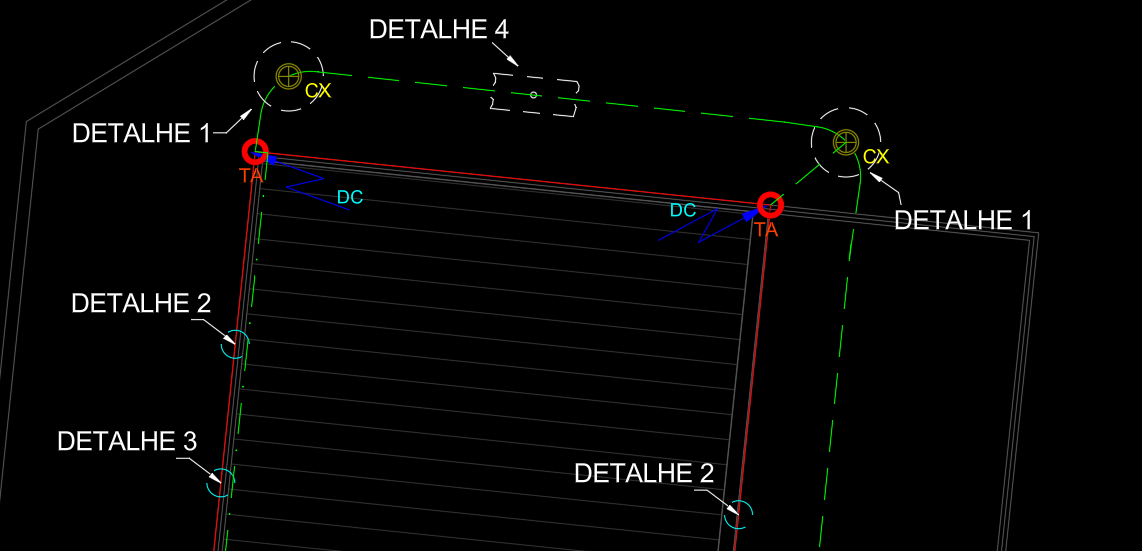 DETALHE 4
CX
DETALHE 1
CX
TA
DC
DC
DETALHE 1
TA
DETALHE 2
DETALHE 3
DETALHE 2